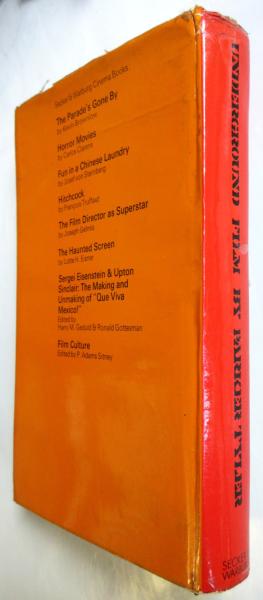 Secker & Warburg Cinema Books
The Parade's Gone By
by Kevin Brownlow
Horror Movies
by Carlos Clarens
Fun in a Chinese Laundry
by Josef von Sternberg
Hitchcock
by François Truffaut
The Film Director as Superstar
by Joseph Gelmis
The Haunted Screen
by Lotte H. Eisner
Sergei Eisenstein & Upton
Sinclair: The Making and
Unmaking of "Que Viva
Mexico!"
Edited by
Harry M. Geduld & Ronald Gottesman
Film Culture
Edited by P. Adams Sitney
UNDERGROUND FILM BY PARKER TYLER
SECKER &
WARBURG